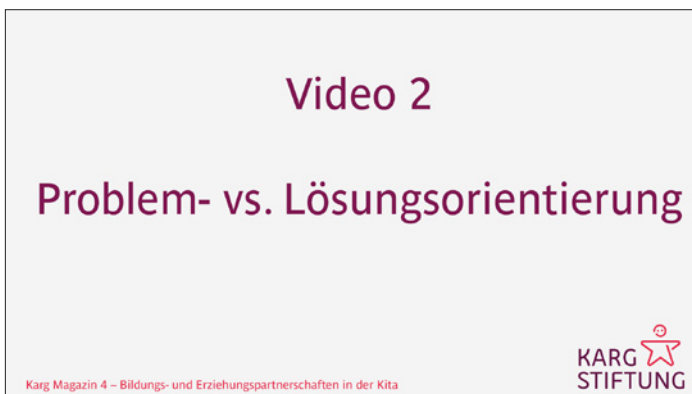 Video 2
Problem- vs. Lösungsorientierung
KARG
STIFTUNG
Karg Magazin 4 – Bildungs- und Erziehungspartnerschaften in der Kita